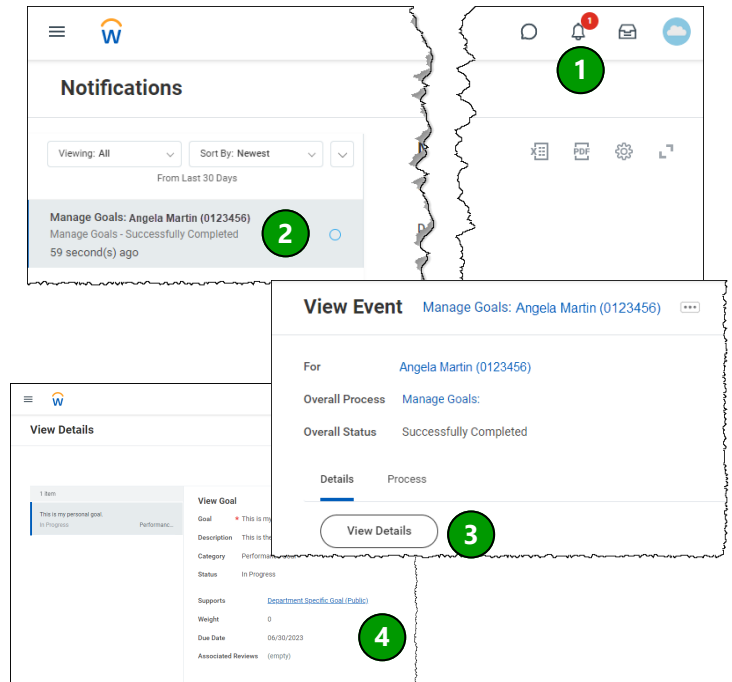 W
1
1
Notifications
Viewing: All
Sort By: Newest
PDF
From Last 30 Days
Manage Goals: Angela Martin (0123456)
Manage Goals - Successfully Completed
2
59 second(s) ago
View Event Manage Goals: Angela Martin (0123456)
For Angela Martin (0123456)
Overall Process Manage Goals:
Overall Status Successfully Completed
Details Process
View Details
3
W
View Details
1 item
This is my personal goal.
In Progress Performanc...
View Goal
Goal * This is my
Description This is the
Category
Status In Progress
Supports Department Specific Goal (Public)
Weight 0
Due Date 06/30/2023
4
Associated Reviews (empty)